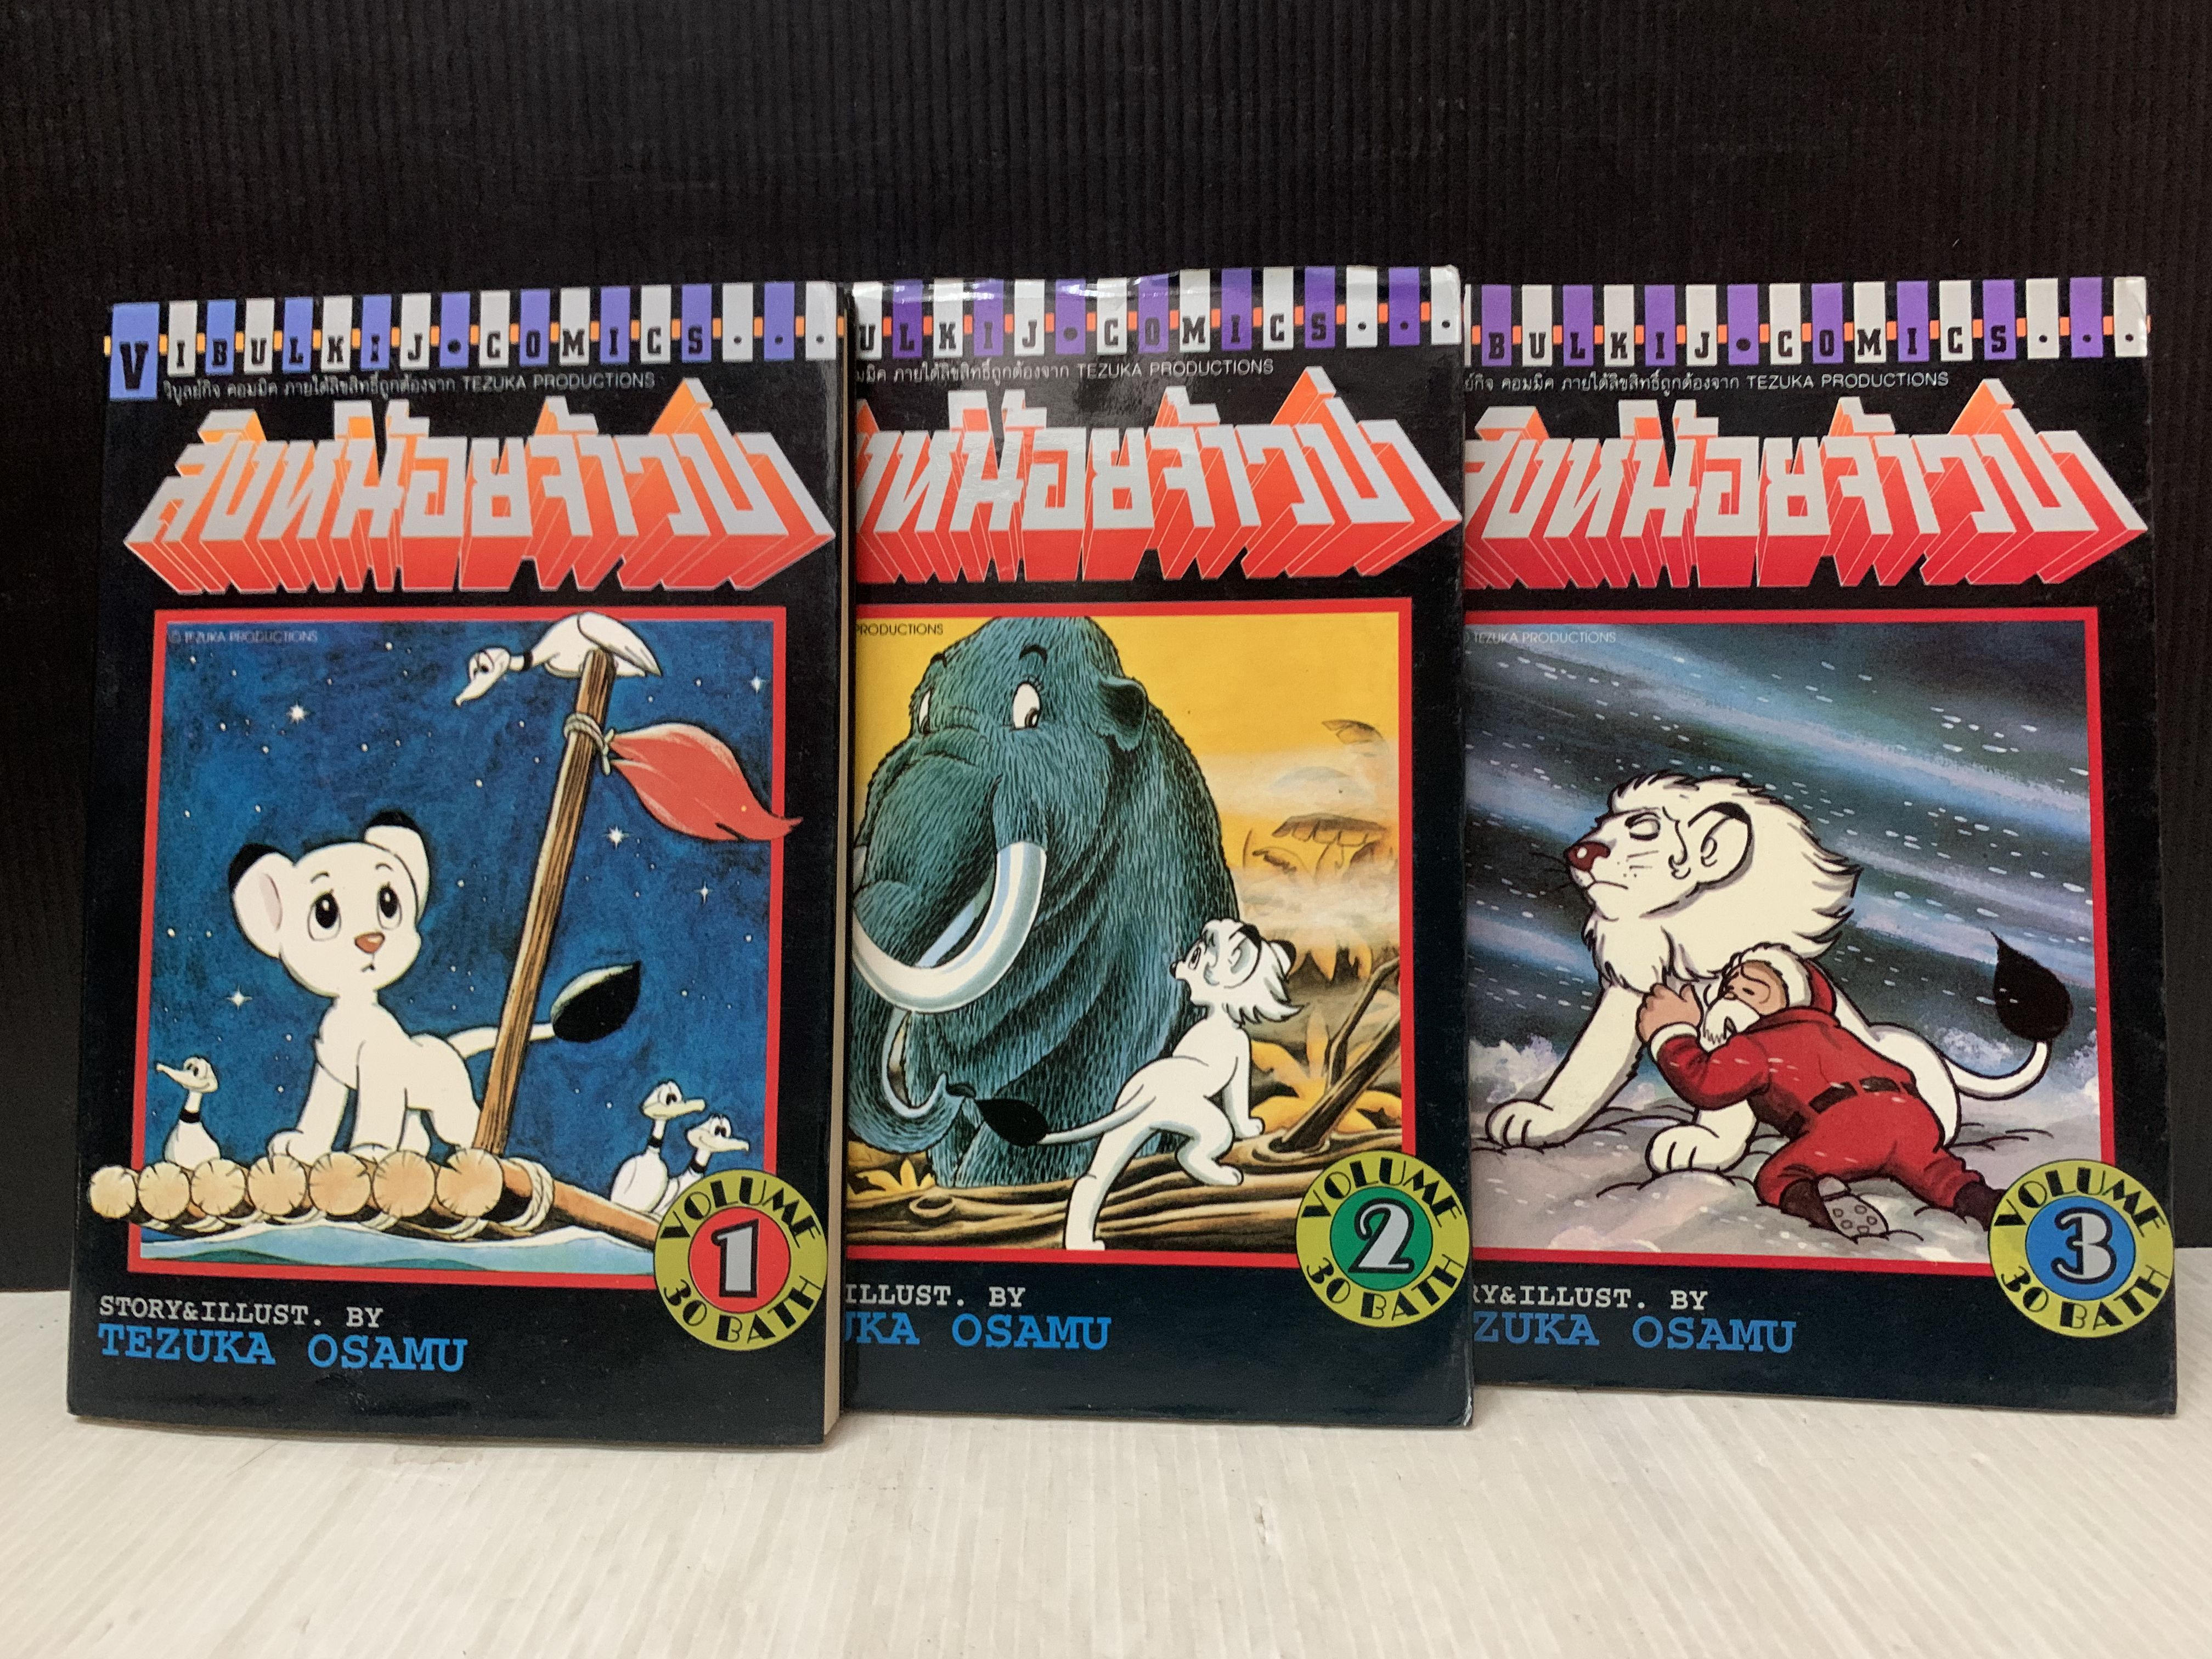 VIBULKIJ•COMICS...
วิบูลย์กิจ คอมมิค ภายใต้ลิขสิทธิ์ถูกต้องจาก TEZUKA PRODUCTIONS
สิงหน้อยจ้าวป่า
© TEZUKA PRODUCTIONS
VOLUME
1
30 BATH
STORY&ILLUST. BY
TEZUKA OSAMU
ULKIJ•COMICS...
มมิค ภายใต้ลิขสิทธิ์ถูกต้องจาก TEZUKA PRODUCTIONS
งหน้อยจ้าวป่า
PRODUCTIONS
VOLUME
2
30 BATH
ILLUST. BY
UKA OSAMU
BULKIJ•COMICS...
ย์กิจ คอมมิค ภายใต้ลิขสิทธิ์ถูกต้องจาก TEZUKA PRODUCTIONS
สิงหน้อยจ้าวป่า
© TEZUKA PRODUCTIONS
VOLUME
3
30 BATH
RY&ILLUST. BY
ZUKA OSAMU